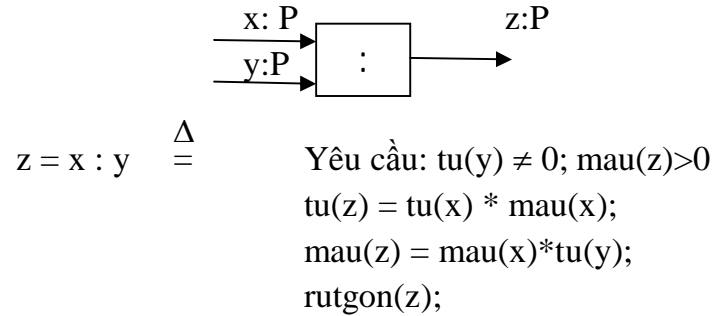 x: P z:P
y:P :
Δ
z = x : y = Yêu cầu: tu(y) ≠ 0; mau(z)>0
tu(z) = tu(x) * mau(x);
mau(z) = mau(x)*tu(y);
rutgon(z);